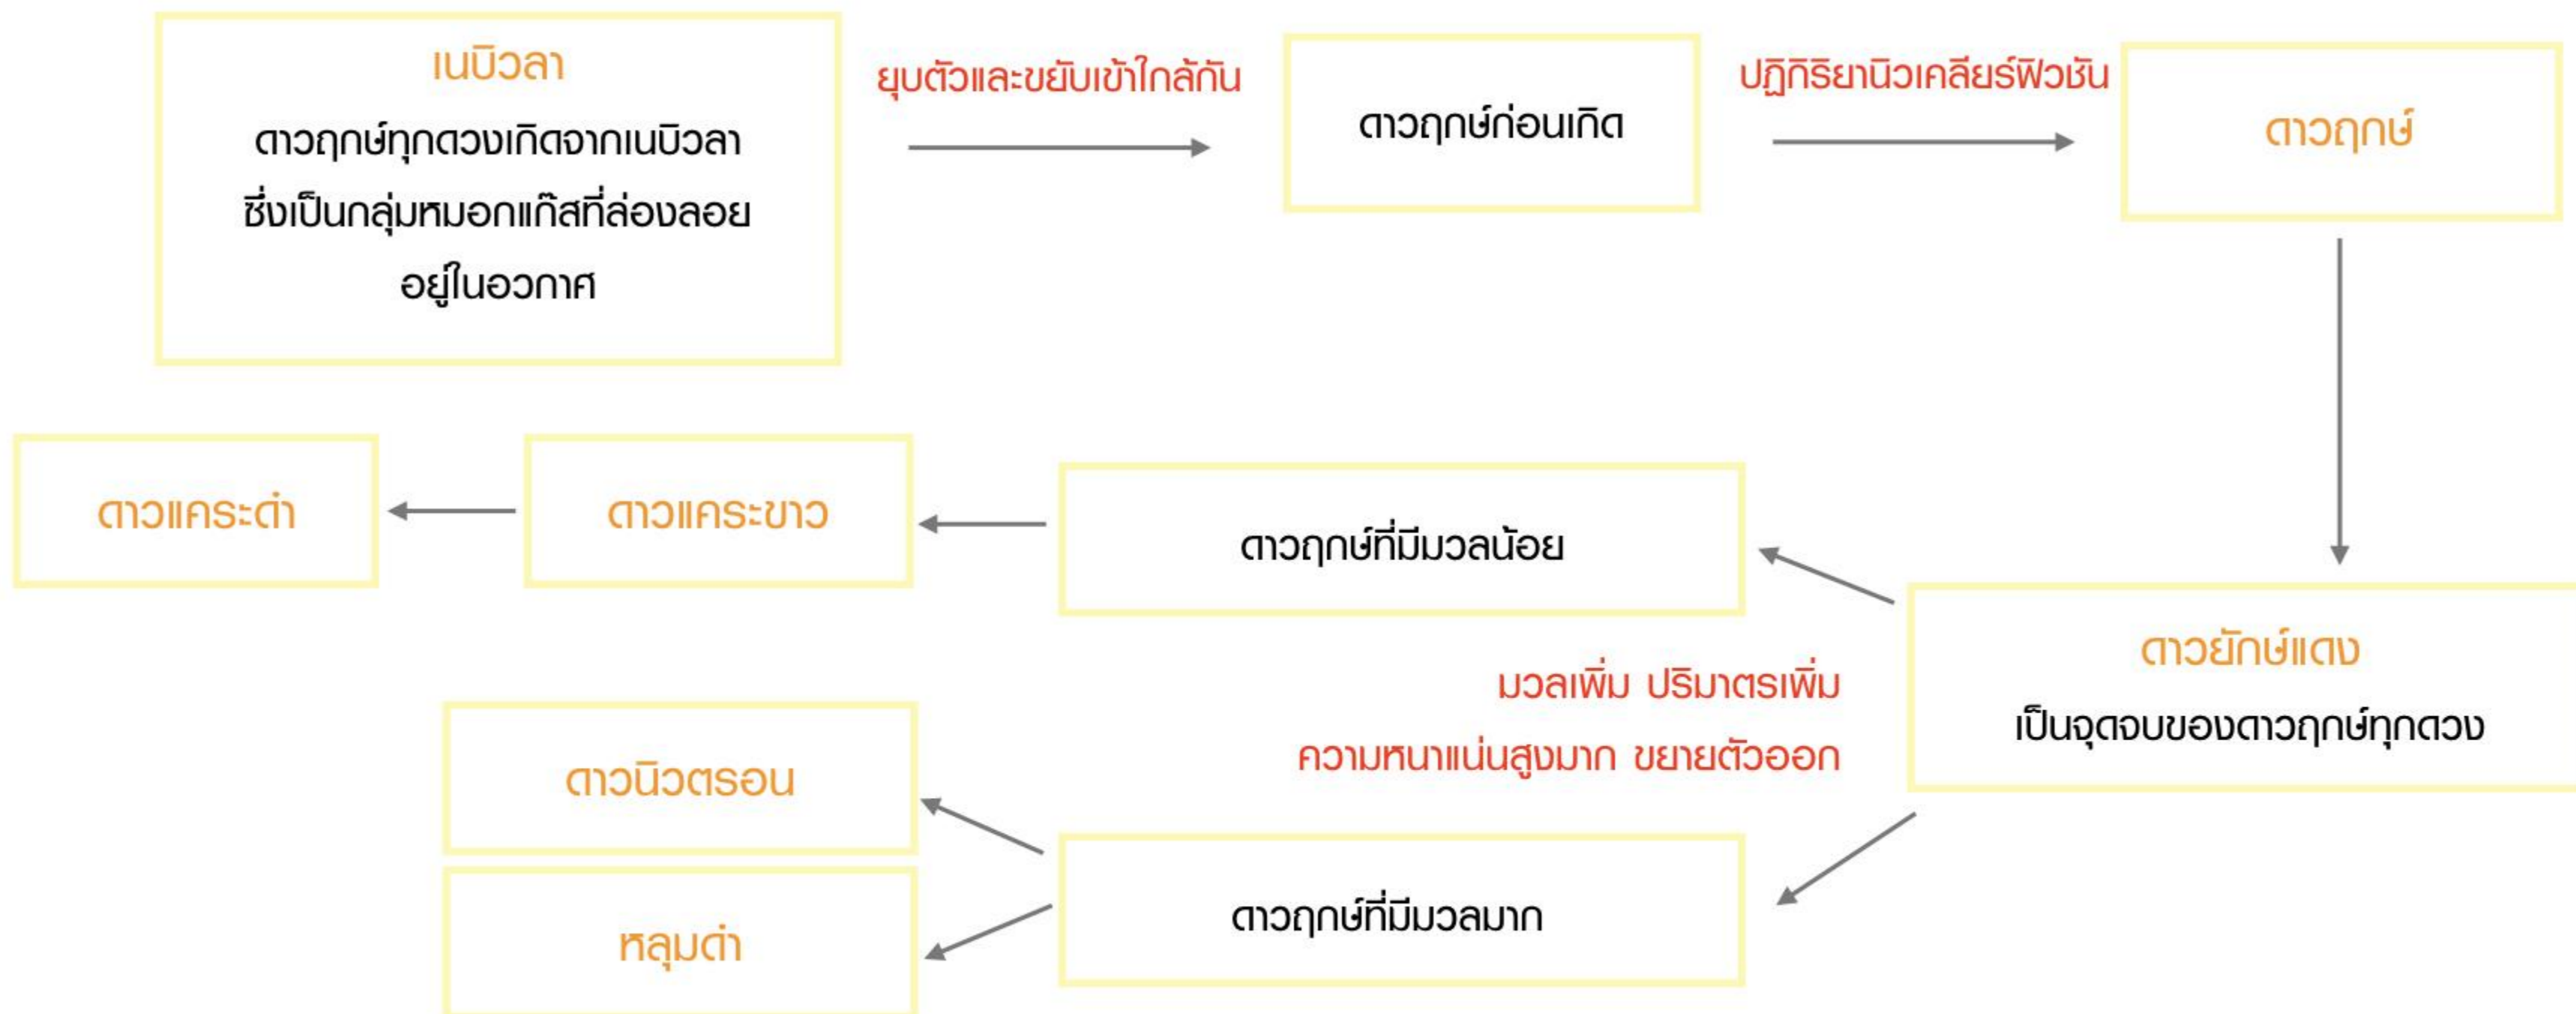 เนบิวลา
ดาวฤกษ์ทุกดวงเกิดจากเนบิวลา
ซึ่งเป็นกลุ่มหมอกแก๊สที่ล่องลอย
อยู่ในอวกาศ
ยุบตัวและขยับเข้าใกล้กัน
ดาวฤกษ์ก่อนเกิด
ปฏิกิริยานิวเคลียร์ฟิวชัน
ดาวฤกษ์
ดาวยักษ์แดง
เป็นจุดจบของดาวฤกษ์ทุกดวง
มวลเพิ่ม ปริมาตรเพิ่ม
ความหนาแน่นสูงมาก ขยายตัวออก
ดาวฤกษ์ที่มีมวลน้อย
ดาวแคระขาว
ดาวแคระดำ
ดาวฤกษ์ที่มีมวลมาก
ดาวนิวตรอน
หลุมดำ